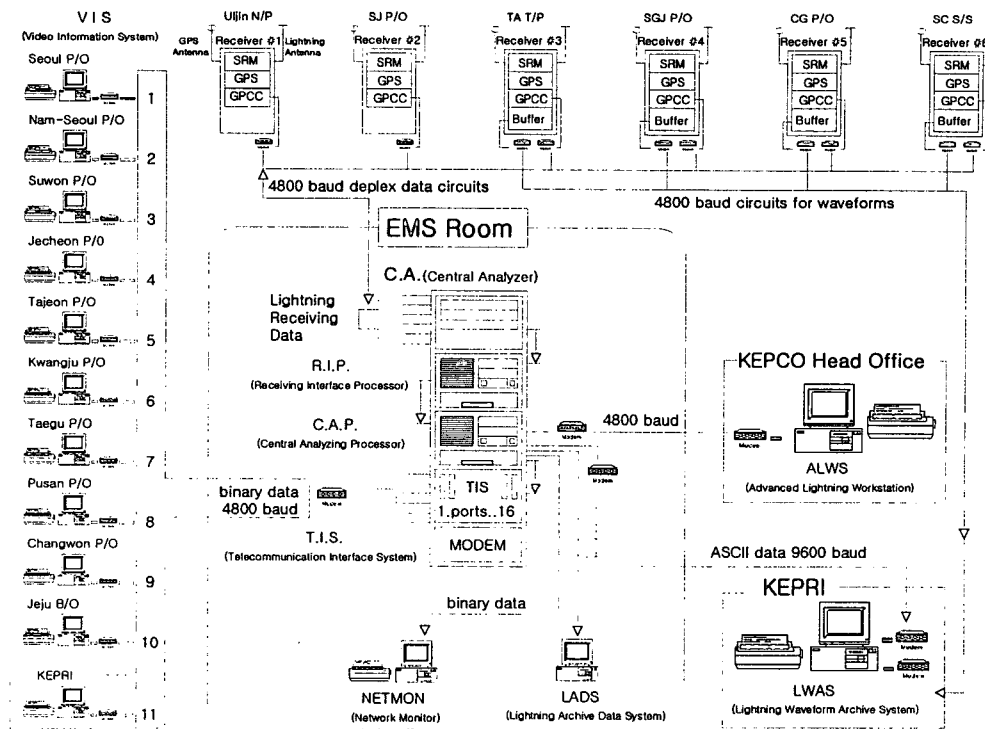 V I S
(Video Information System)
Seoul P/O
1
Nam-Seoul P/O
2
Suwon P/O
3
Jecheon P/0
4
Tajeon P/O
5
Kwangju P/O
6
Taegu P/O
7
Pusan P/O
8
Changwon P/O
9
Jeju B/O
10
KEPRI
11
Uljin N/P
GPS
Antenna
Receiver #1
Lightning
Antenna
SRM
GPS
GPCC
SJ P/O
Receiver #2
SRM
GPS
GPCC
TA T/P
Receiver #3
SRM
GPS
GPCC
Buffer
SGJ P/O
Receiver #4
SRM
GPS
GPCC
Buffer
CG P/O
Receiver #5
SRM
GPS
GPCC
Buffer
SC S/S
Receiver #6
SRM
GPS
GPCC
Buffer
4800 baud deplex data circuits
4800 baud circuits for waveforms
EMS Room
C.A.(Central Analyzer)
Lightning
Receiving
Data
R.I.P.
(Receiving Interface Processor)
C.A.P.
(Central Analyzing Processor)
TIS
1.ports..16
MODEM
binary data
4800 baud
Modem
T.I.S.
(Telecommunication Interface System)
Modem
4800 baud
Modem
KEPCO Head Office
Modem
ALWS
(Advanced Lightning Workstation)
ASCII data 9600 baud
binary data
NETMON
(Network Monitor)
LADS
(Lightning Archive Data System)
KEPRI
Modem
Modem
LWAS
(Lightning Waveform Archive System)